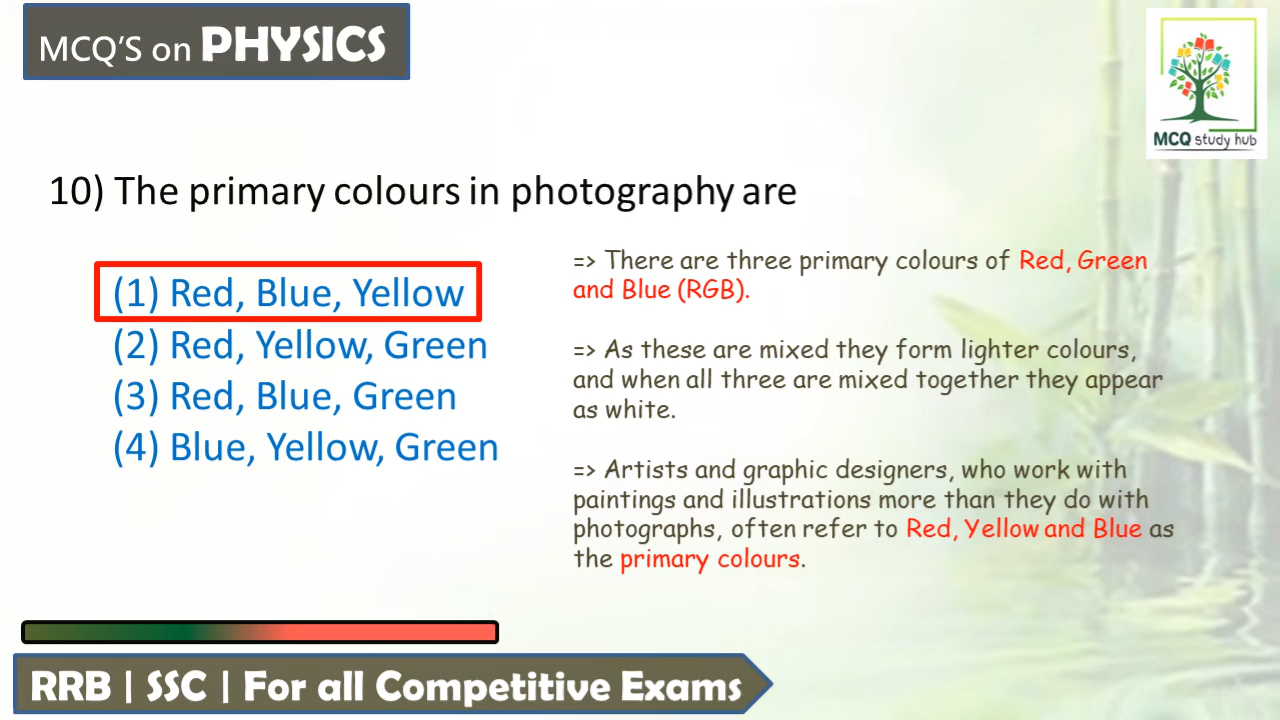 MCQ'S on PHYSICS
MCQ study hub
10) The primary colours in photography are
(1) Red, Blue, Yellow
(2) Red, Yellow, Green
(3) Red, Blue, Green
(4) Blue, Yellow, Green
=> There are three primary colours of Red, Green
and Blue (RGB).
=> As these are mixed they form lighter colours,
and when all three are mixed together they appear
as white.
=> Artists and graphic designers, who work with
paintings and illustrations more than they do with
photographs, often refer to Red, Yellow and Blue as
the primary colours.
RRB | SSC | For all Competitive Exams